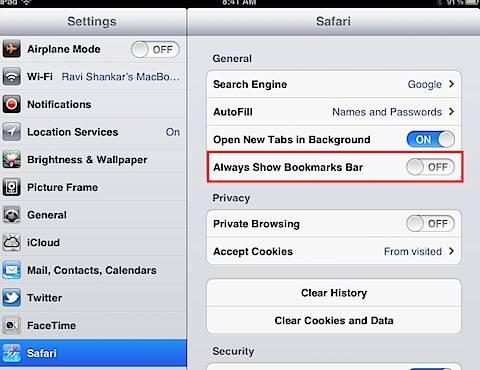 iPad 8:41 AM 91%
Settings
Safari
Airplane Mode OFF
Wi-Fi Ravi Shankar's MacBo...
Notifications
Location Services On
Brightness & Wallpaper
Picture Frame
General
iCloud
Mail, Contacts, Calendars
Twitter
FaceTime
Safari
General
Search Engine Google
AutoFill Names and Passwords
Open New Tabs in Background ON
Always Show Bookmarks Bar OFF
Privacy
Private Browsing OFF
Accept Cookies From visited
Clear History
Clear Cookies and Data
Security